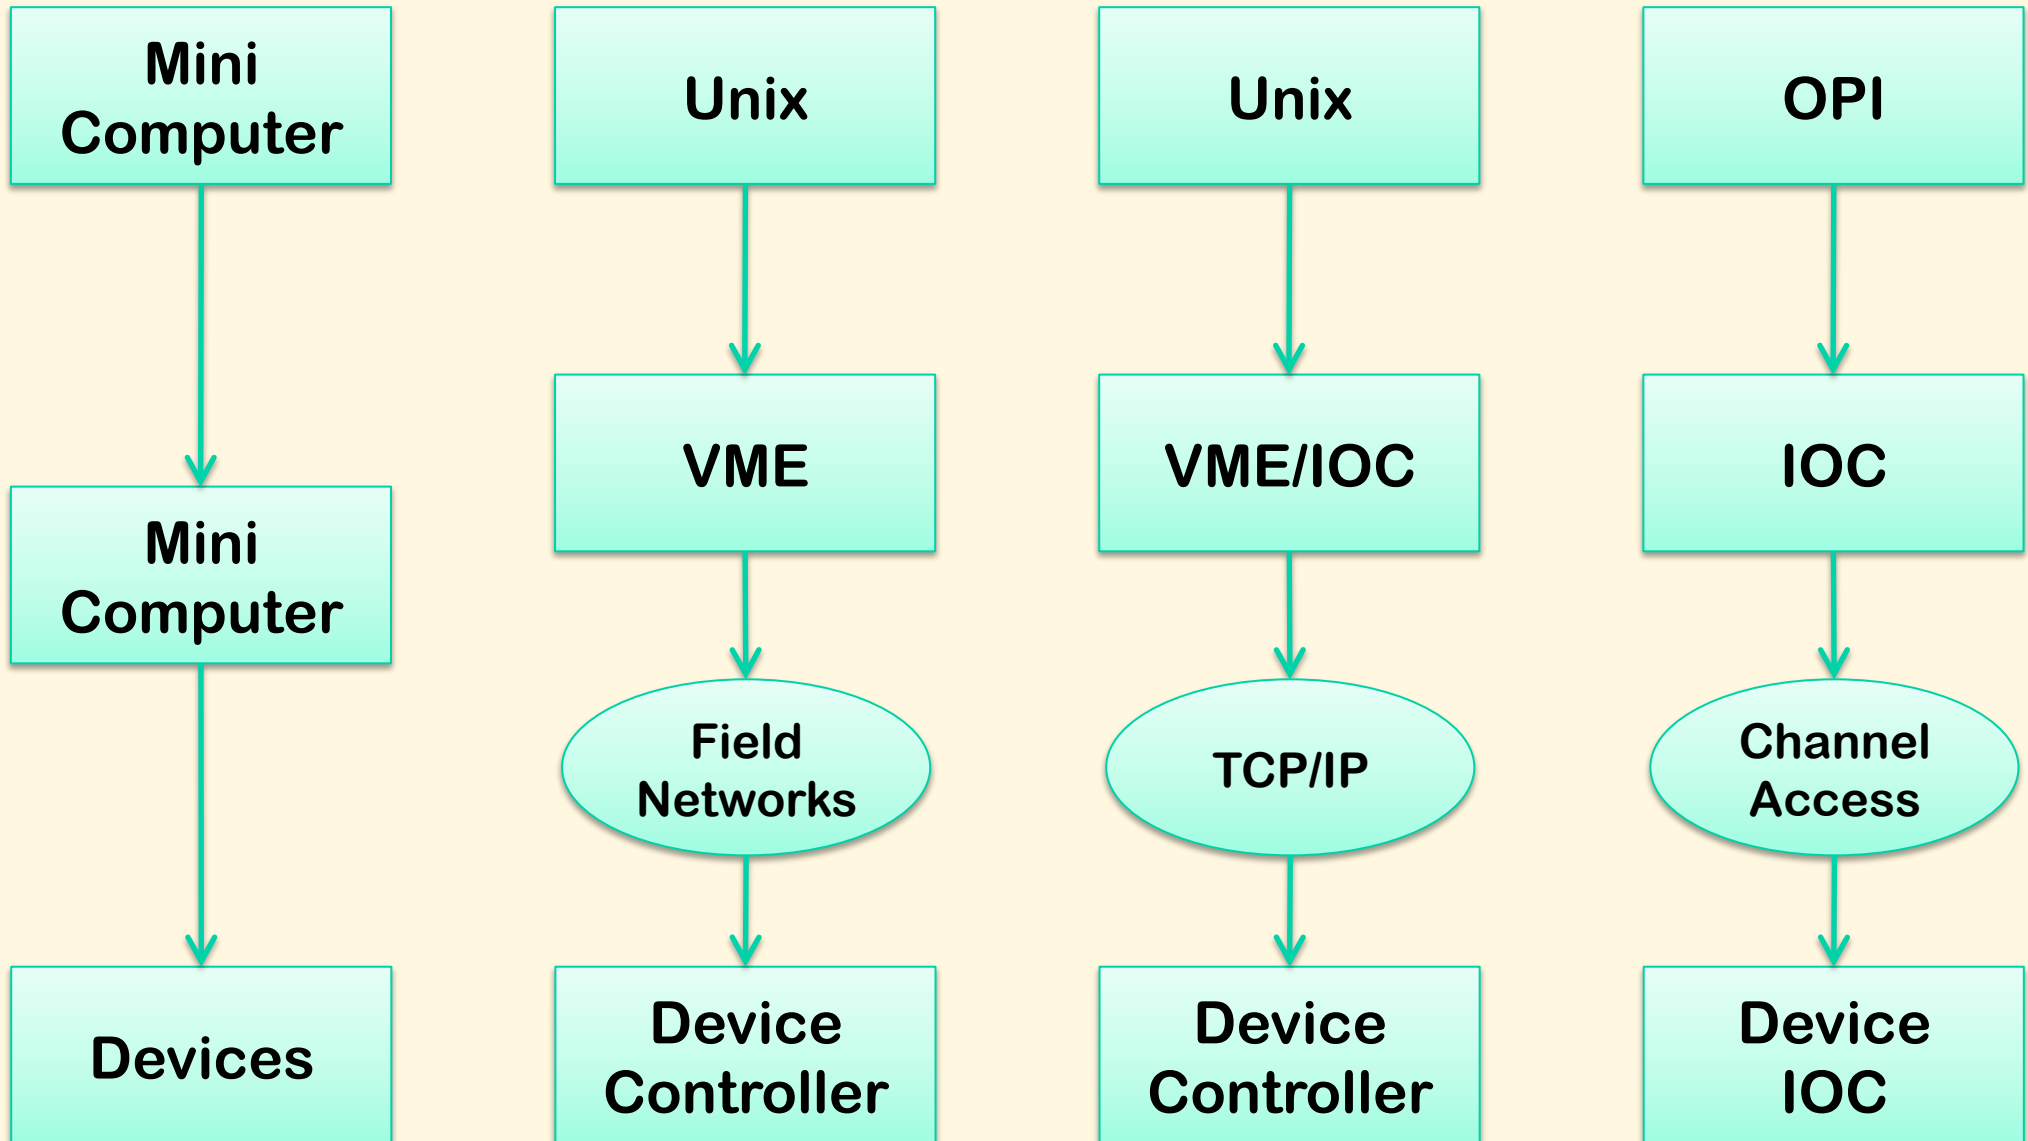 Mini
Computer
Unix
Unix
OPI
VME
VME/IOC
IOC
Mini
Computer
Field
Networks
TCP/IP
Channel
Access
Devices
Device
Controller
Device
Controller
Device
IOC